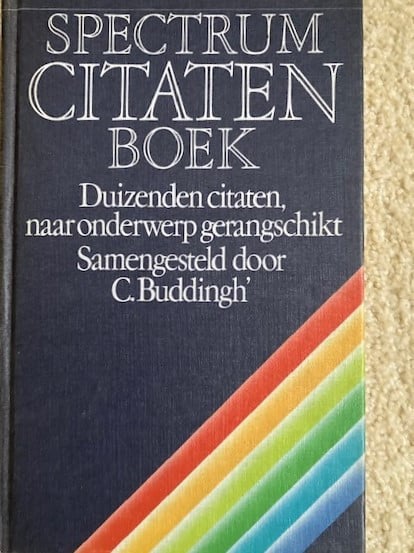 SPECTRUM
CITATEN
BOEK
Duizenden citaten,
naar onderwerp gerangschikt
Samengesteld door
C. Buddingh'